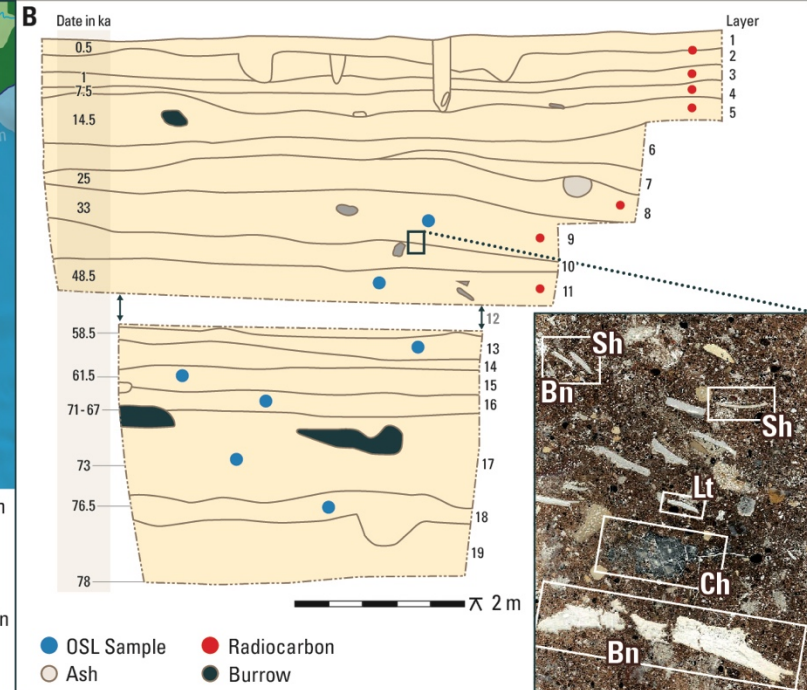 B
Date in ka
Layer
0.5
1
7.5
14.5
25
33
48.5
58.5
61.5
71-67
73
76.5
78
1
2
3
4
5
6
7
8
9
10
11
12
13
14
15
16
17
18
19
2 m
OSL Sample
Radiocarbon
Ash
Burrow
Sh
Bn
Sh
Lt
Ch
Bn